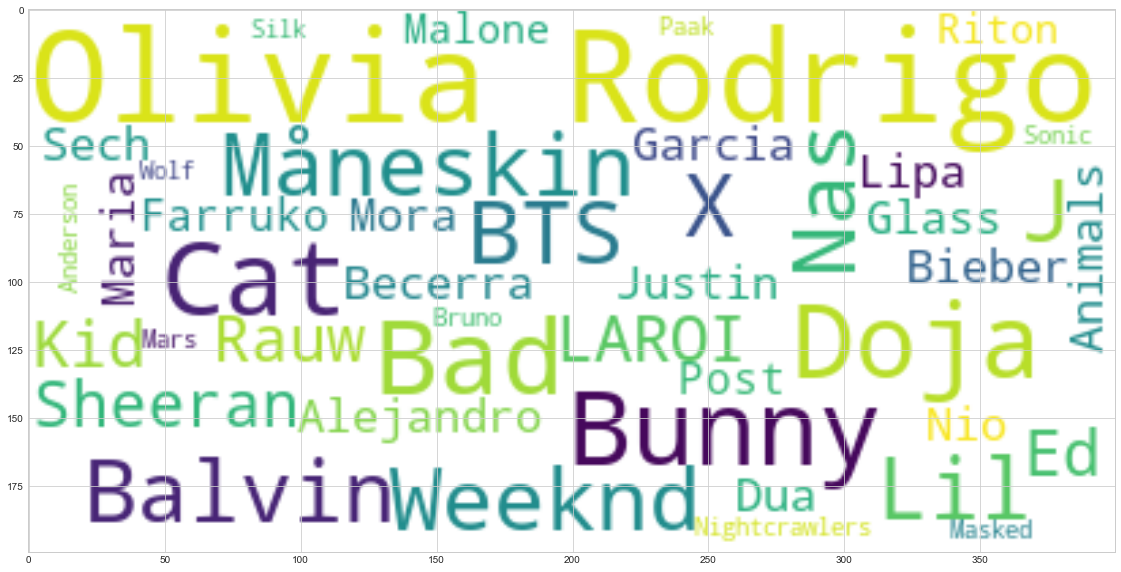 0
Silk Malone Paak Riton
Olivia Rodrigo
25
Sech Måneskin Garcia Nas Sonic
50
Wolf Lipa
Anderson Maria Farruko Mora BTS X Glass J Animals
75
Cat Becerra Justin Bieber
100
Kid Mars Rauw Bruno Bad LAROI Doja
125
Post
Sheeran Alejandro Bunny Nio Ed
150
Balvin Weeknd Dua Lil
175
Nightcrawlers Masked
0 50 100 150 200 250 300 350